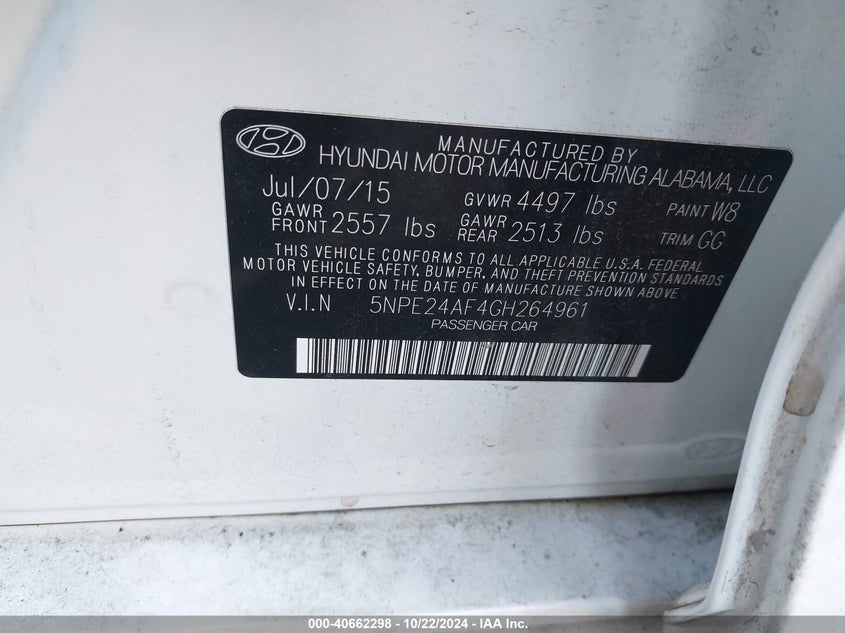 MANUFACTURED BY
HYUNDAI MOTOR MANUFACTURING ALABAMA, LLC
Jul/07/15 GVWR 4497 lbs PAINT W8
GAWR FRONT 2557 lbs GAWR REAR 2513 lbs TRIM GG
THIS VEHICLE CONFORMS TO ALL APPLICABLE U.S.A. FEDERAL
MOTOR VEHICLE SAFETY, BUMPER, AND THEFT PREVENTION STANDARDS
IN EFFECT ON THE DATE OF MANUFACTURE SHOWN ABOVE
V.I.N 5NPE24AF4GH264961
PASSENGER CAR
000-40662298 - 10/22/2024 - IAAI, Inc.